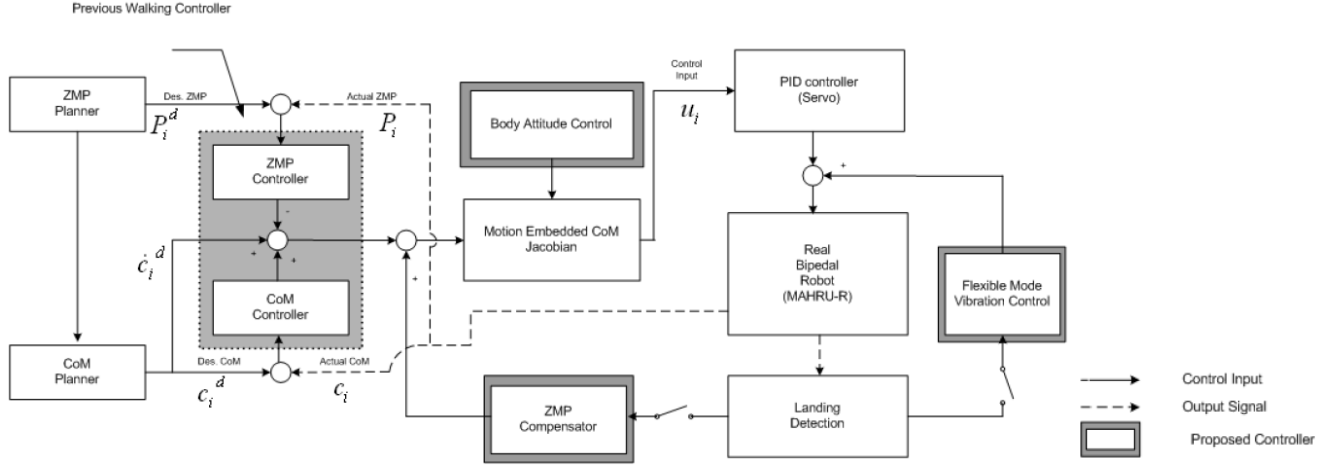 Previous Walking Controller
ZMP
Planner
Des. ZMP
P_i^d
Actual ZMP
P_i
ZMP
Controller
-
+
+
ċ_i^d
CoM
Controller
CoM
Planner
Des. CoM
c_i^d
Actual CoM
c_i
+
Body Attitude Control
Motion Embedded CoM
Jacobian
Control
Input
u_i
PID controller
(Servo)
+
Real
Bipedal
Robot
(MAHRU-R)
Flexible Mode
Vibration Control
ZMP
Compensator
Landing
Detection
Control Input
Output Signal
Proposed Controller